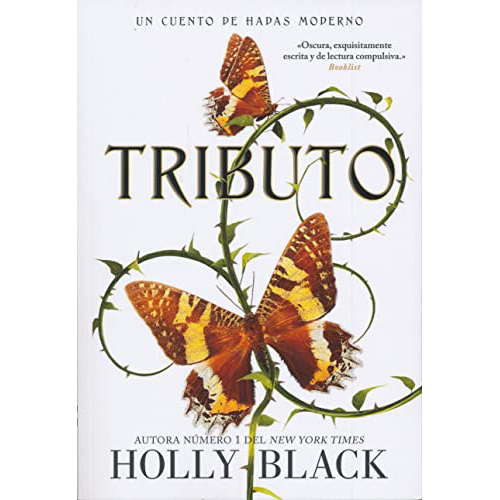 UN CUENTO DE HADAS MODERNO
«Oscura, exquisitamente
escrita y de lectura compulsiva.»
Booklist
TRIBUTO
AUTORA NÚMERO 1 DEL NEW YORK TIMES
HOLLY BLACK